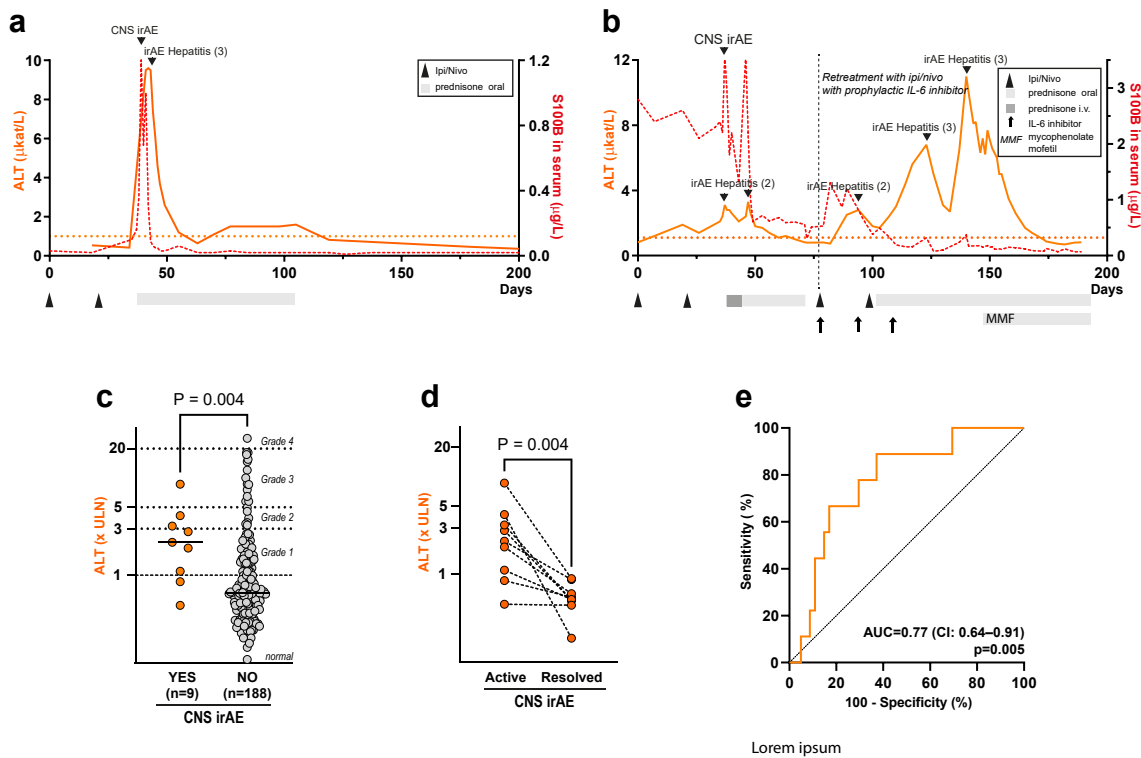 a
CNS irAE
irAE Hepatitis (3)
ALT (µkat/L)
10
8
6
4
2
0
1.2
0.8
0.4
0.0
S100B in serum (µg/L)
0
50
100
150
200
Days
Ipi/Nivo
prednisone oral
b
CNS irAE
Retreatment with ipi/nivo
with prophylactic IL-6 inhibitor
irAE Hepatitis (3)
irAE Hepatitis (3)
irAE Hepatitis (2)
irAE Hepatitis (2)
ALT (µkat/L)
12
8
4
2
0
3
2
1
0
S100B in serum (µg/L)
0
50
100
150
200
Days
Ipi/Nivo
prednisone oral
prednisone i.v.
IL-6 inhibitor
MMF mycophenolate
mofetil
MMF
c
P = 0.004
ALT (x ULN)
20
5
3
1
Grade 4
Grade 3
Grade 2
Grade 1
normal
YES
(n=9)
NO
(n=188)
CNS irAE
d
P = 0.004
ALT (x ULN)
20
5
3
1
Active
Resolved
CNS irAE
e
Sensitivity ( %)
100
80
60
40
20
0
AUC=0.77 (CI: 0.64–0.91)
p=0.005
0
20
40
60
80
100
100 - Specificity (%)
Lorem ipsum